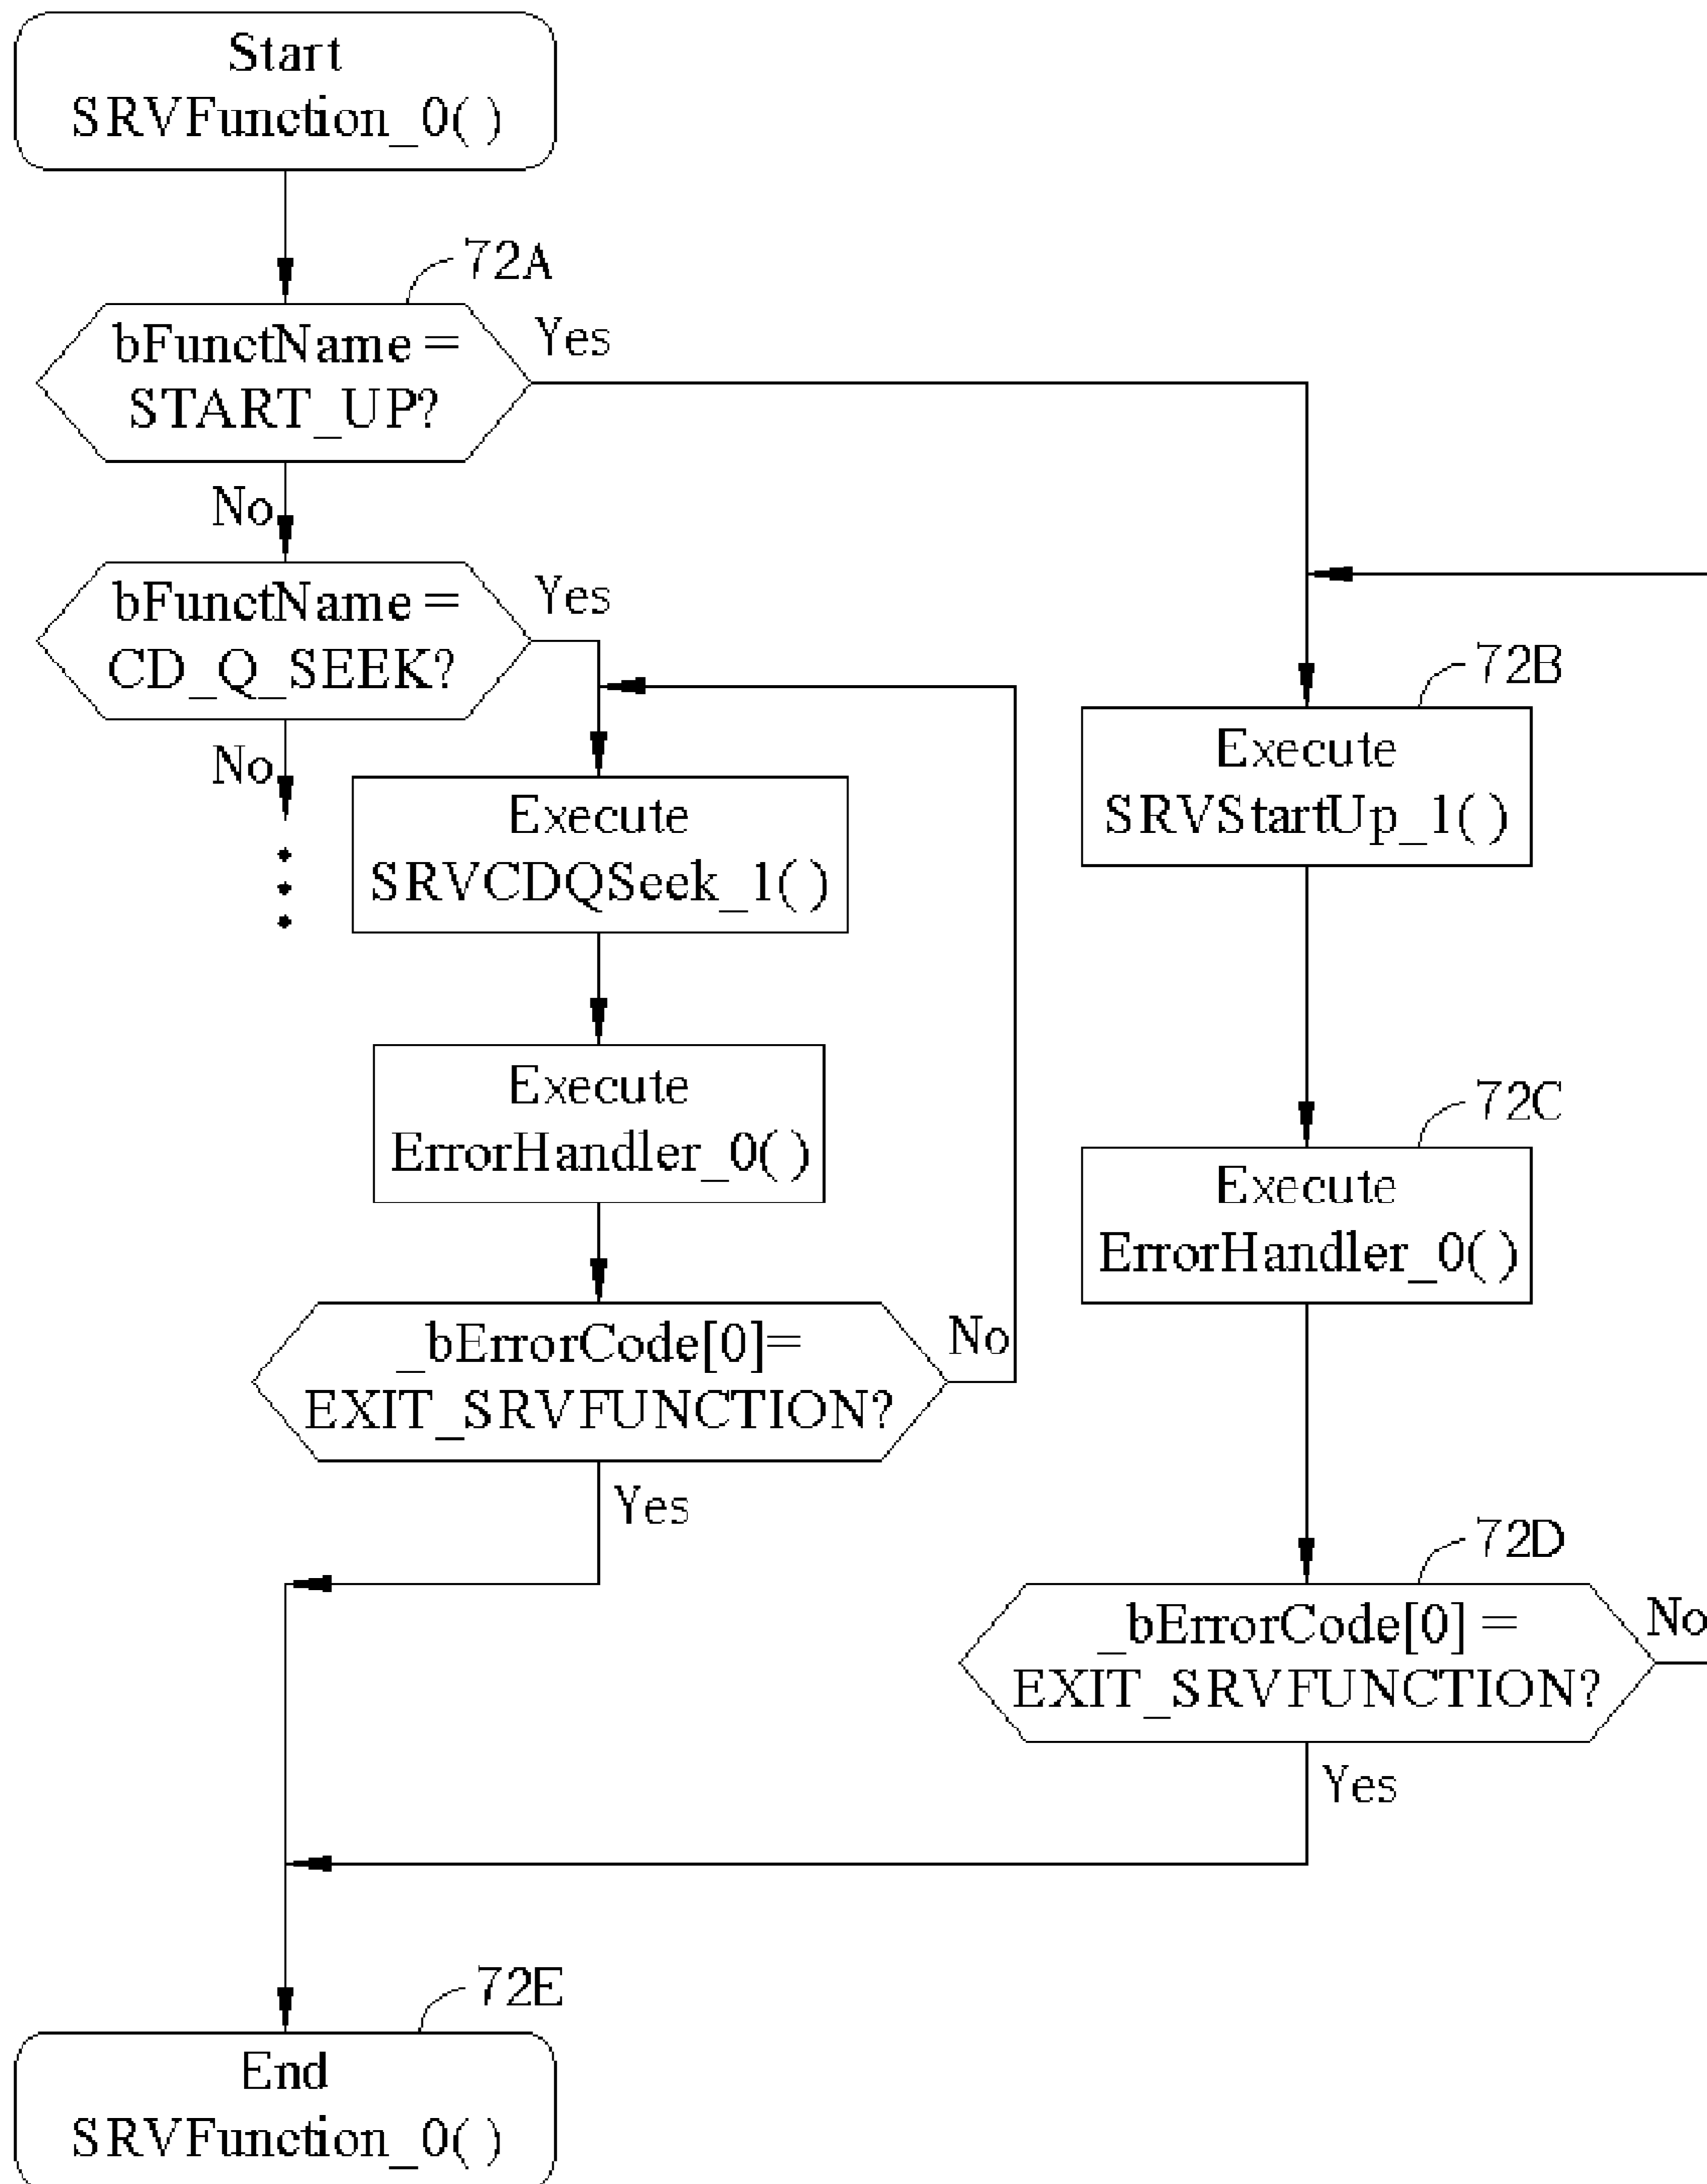 Start
SRVFunction_0( )
72A
bFunctName =
START_UP?
Yes
No
bFunctName =
CD_Q_SEEK?
Yes
No
Execute
SRVCDQSeek_1()
Execute
ErrorHandler_0()
_bErrorCode[0]=
EXIT_SRVFUNCTION?
No
Yes
72B
Execute
SRVStartUp_1()
72C
Execute
ErrorHandler_0()
72D
_bErrorCode[0] =
EXIT_SRVFUNCTION?
No
Yes
72E
End
SRVFunction_0( )